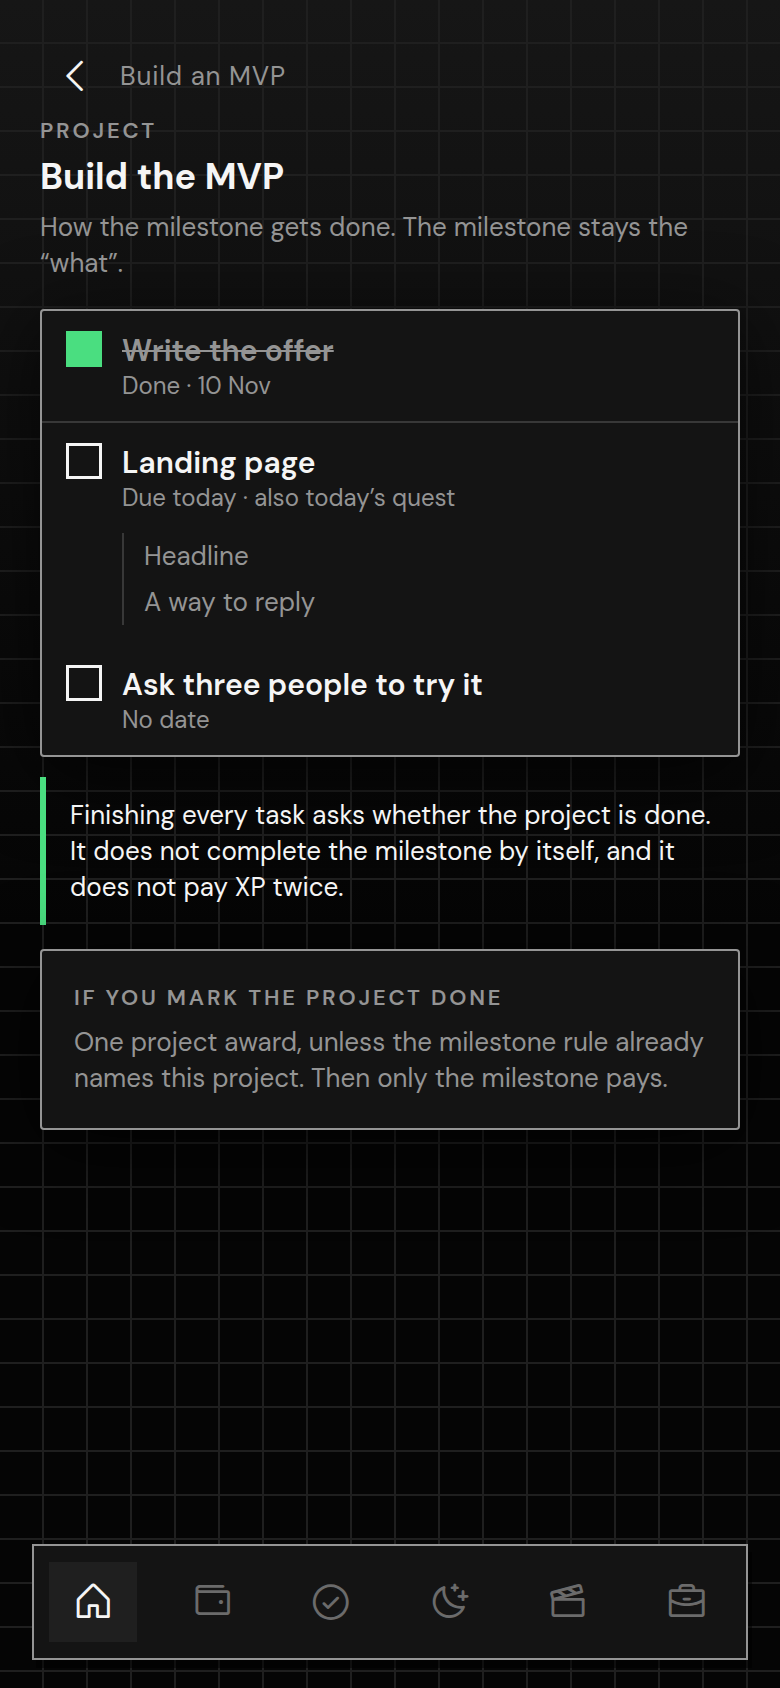 Build an MVP
PROJECT
Build the MVP
How the milestone gets done. The milestone stays the
“what”.
Write the offer
Done · 10 Nov
Landing page
Due today · also today’s quest
Headline
A way to reply
Ask three people to try it
No date
Finishing every task asks whether the project is done.
It does not complete the milestone by itself, and it
does not pay XP twice.
IF YOU MARK THE PROJECT DONE
One project award, unless the milestone rule already
names this project. Then only the milestone pays.